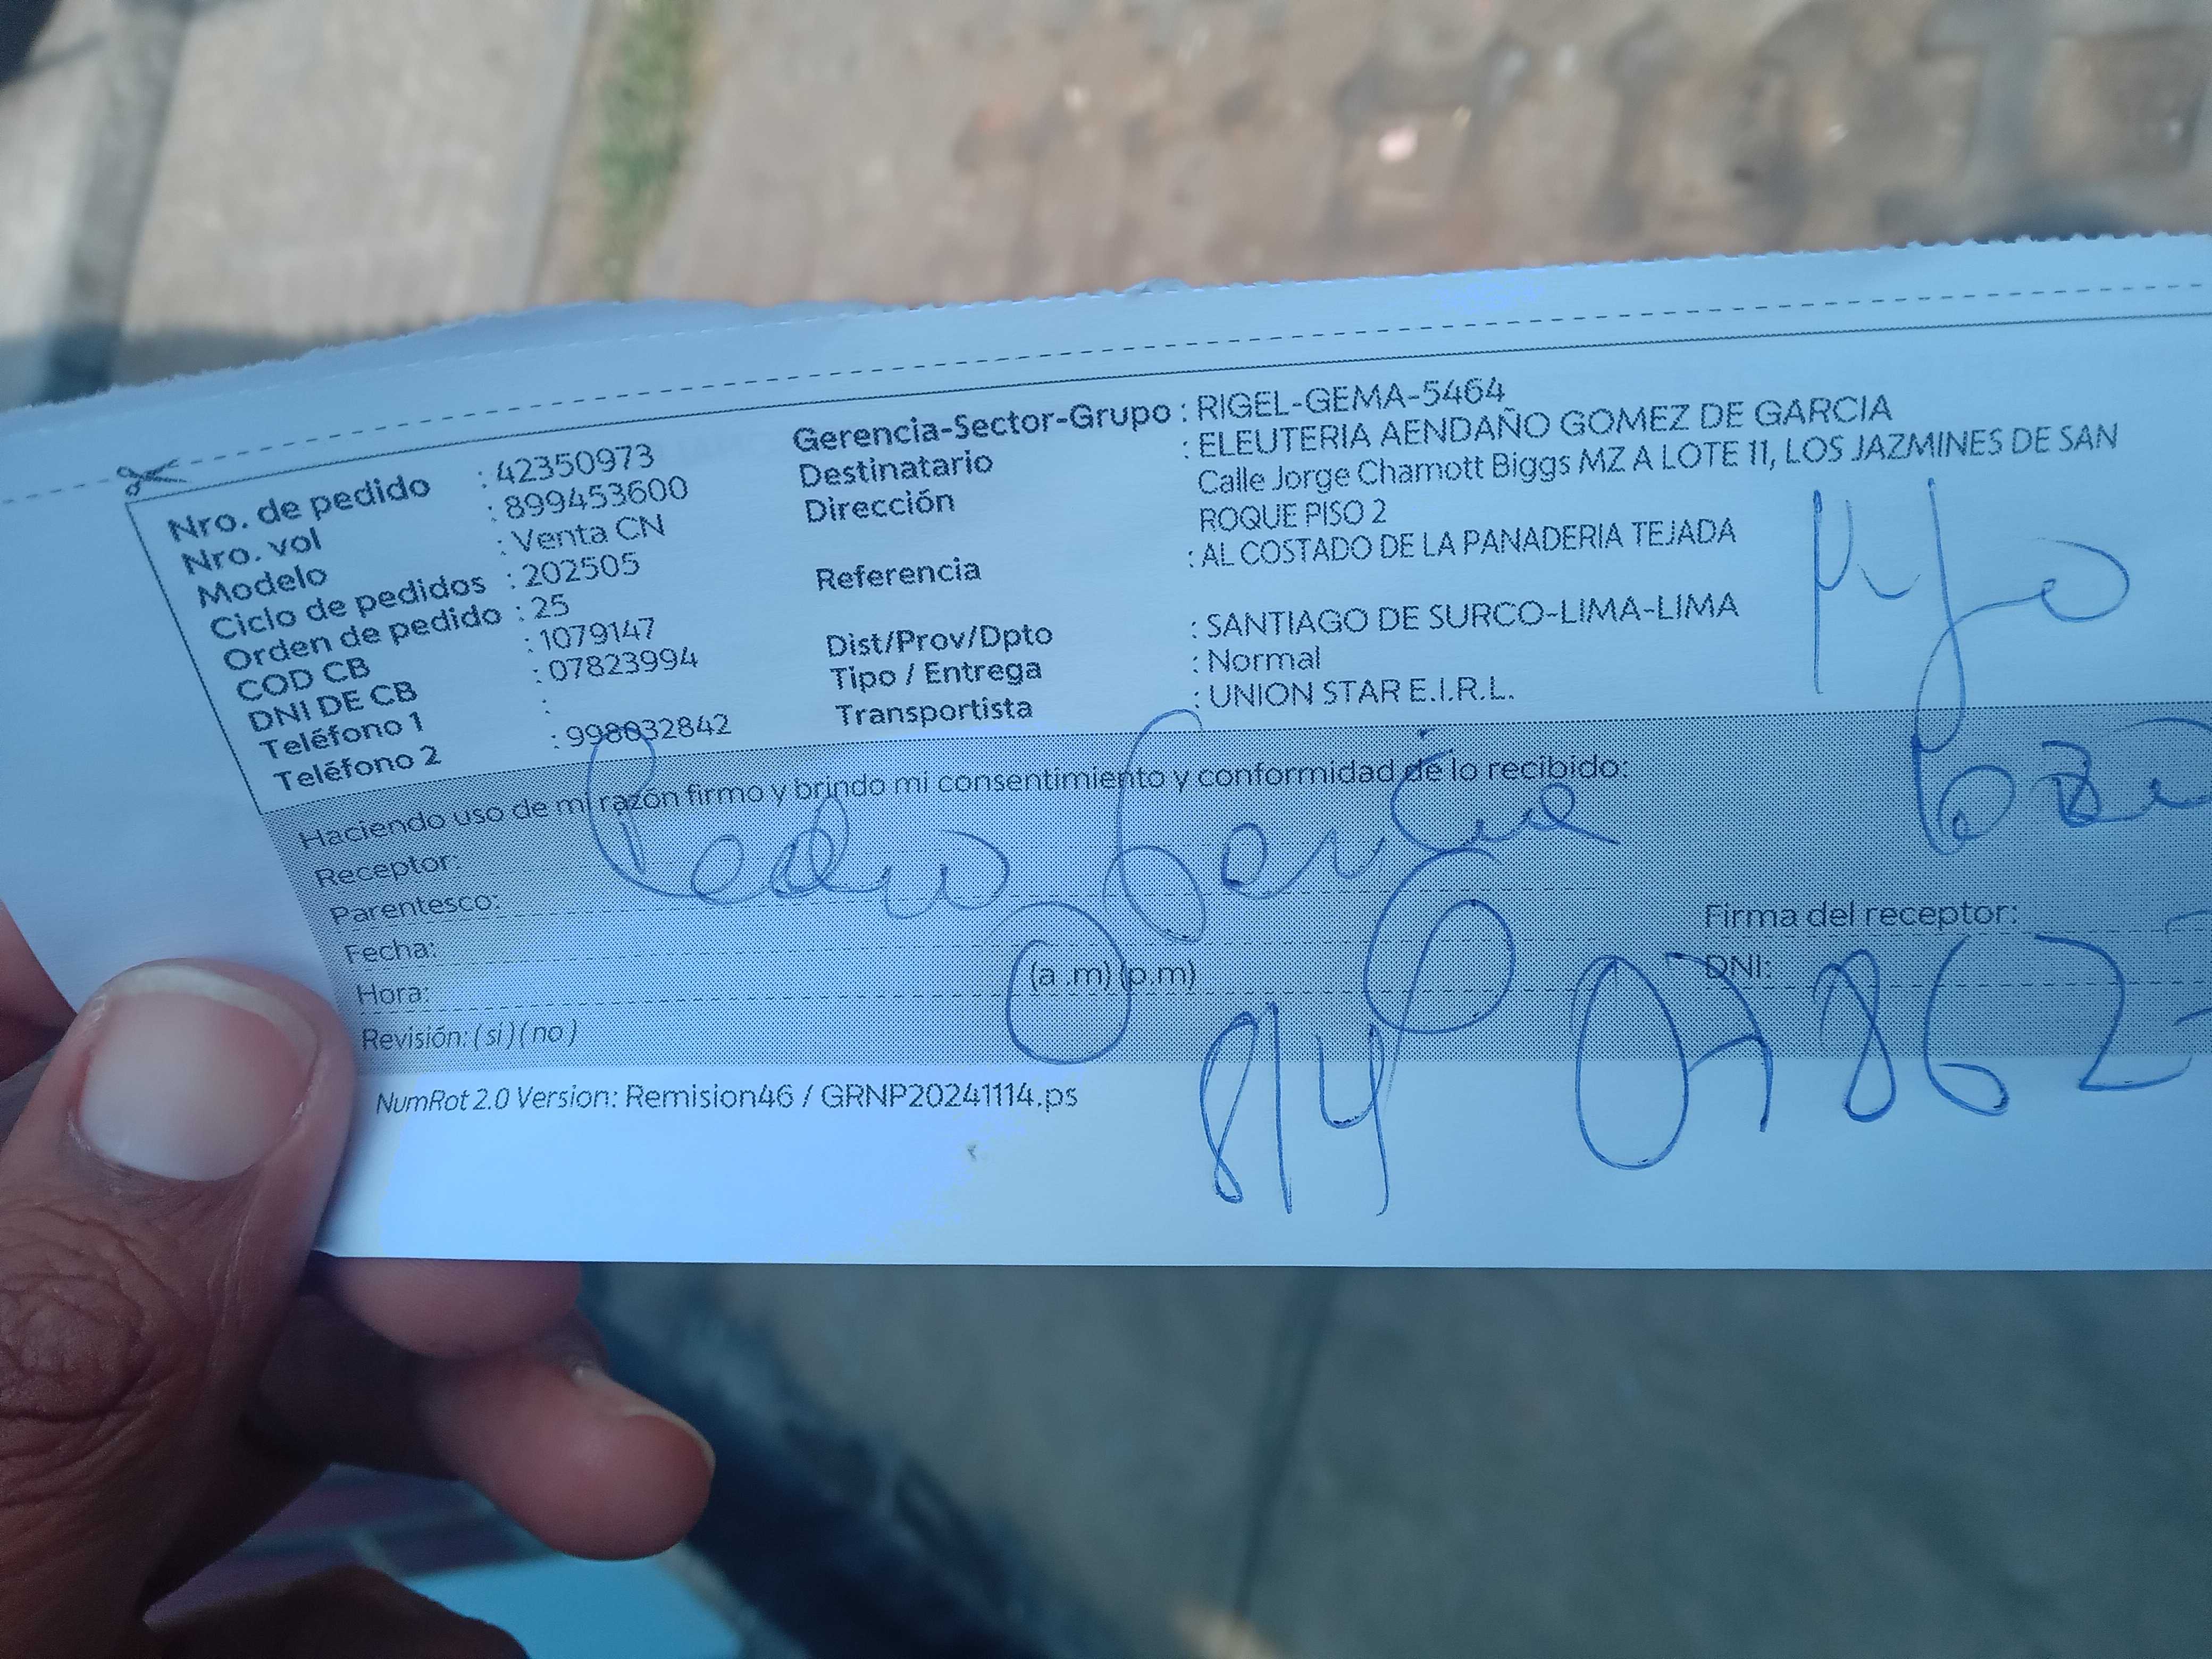 Nro. de pedido : 42350973
Nro. vol : 899453600
Modelo : Venta CN
Ciclo de pedidos : 202505
Orden de pedido : 25
COD CB : 1079147
DNI DE CB : 07823994
Teléfono 1 :
Teléfono 2 : 998032842
Gerencia-Sector-Grupo : RIGEL-GEMA-5464
Destinatario : ELEUTERIA AENDAÑO GOMEZ DE GARCIA
Dirección Calle Jorge Chamott Biggs MZ A LOTE 11, LOS JAZMINES DE SAN
ROQUE PISO 2
Referencia : AL COSTADO DE LA PANADERIA TEJADA
Dist/Prov/Dpto : SANTIAGO DE SURCO-LIMA-LIMA
Tipo / Entrega : Normal
Transportista : UNION STAR E.I.R.L.
Haciendo uso de mi razón firmo y brindo mi consentimiento y conformidad de lo recibido:
Receptor: Pedro García
Parentesco:
Fecha:
Hora: (a.m) (p.m)
Revisión: (si) (no)
Firma del receptor:
DNI: 07862
NumRot 2.0 Version: Remision46 / GRNP20241114.ps